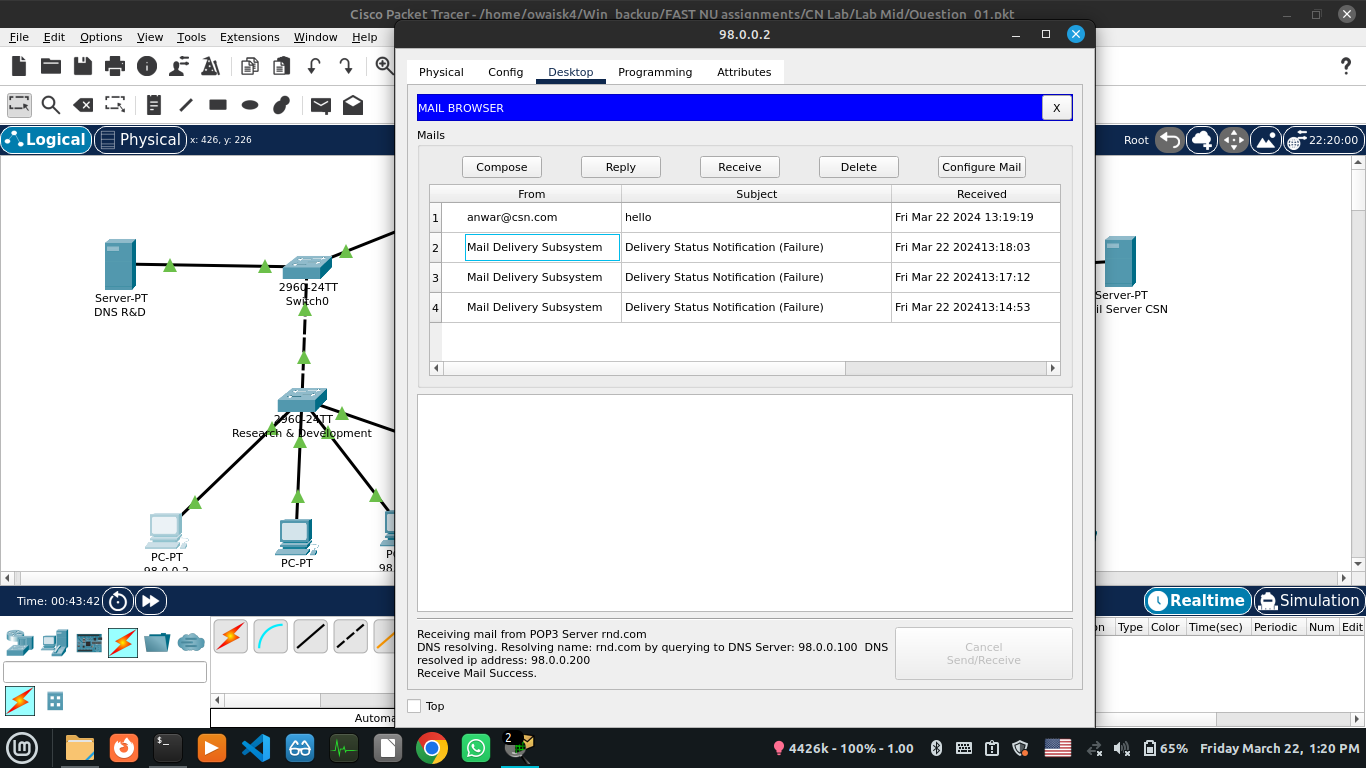 Cisco Packet Tracer - /home/owaisk4/Win_backup/FAST NU assignments/CN Lab/Lab Mid/Question_01.pkt
File Edit Options View Tools Extensions Window Help
98.0.0.2
?
Physical Config Desktop Programming Attributes
MAIL BROWSER X
Mails
Logical Physical x: 426, y: 226
Root 22:20:00
Compose Reply Receive Delete Configure Mail
From Subject Received
1 anwar@csn.com hello Fri Mar 22 2024 13:19:19
2 Mail Delivery Subsystem Delivery Status Notification (Failure) Fri Mar 22 202413:18:03
3 Mail Delivery Subsystem Delivery Status Notification (Failure) Fri Mar 22 202413:17:12
4 Mail Delivery Subsystem Delivery Status Notification (Failure) Fri Mar 22 202413:14:53
Server-PT
DNS R&D
2960-24TT
Switch0
Server-PT
il Server CSN
2960-24TT
Research & Development
PC-PT
98.0.0.2
PC-PT
PC
98.
Time: 00:43:42
Realtime Simulation
Type Color Time(sec) Periodic Num Edit
Receiving mail from POP3 Server rnd.com
DNS resolving. Resolving name: rnd.com by querying to DNS Server: 98.0.0.100 DNS
resolved ip address: 98.0.0.200
Receive Mail Success.
Cancel
Send/Receive
Top
Automa
2
4426k - 100% - 1.00 65% Friday March 22, 1:20 PM